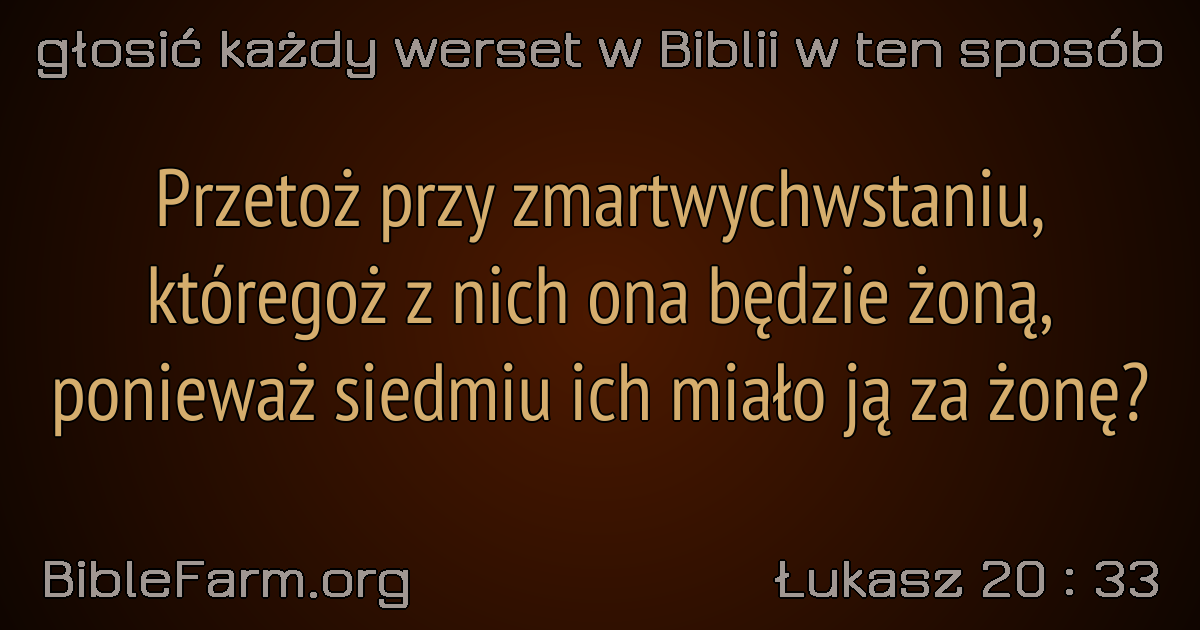 głosić każdy werset w Biblii w ten sposób
Przetoż przy zmartwychwstaniu,
któregoż z nich ona będzie żoną,
ponieważ siedmiu ich miało ją za żonę?
BibleFarm.org
Łukasz 20 : 33